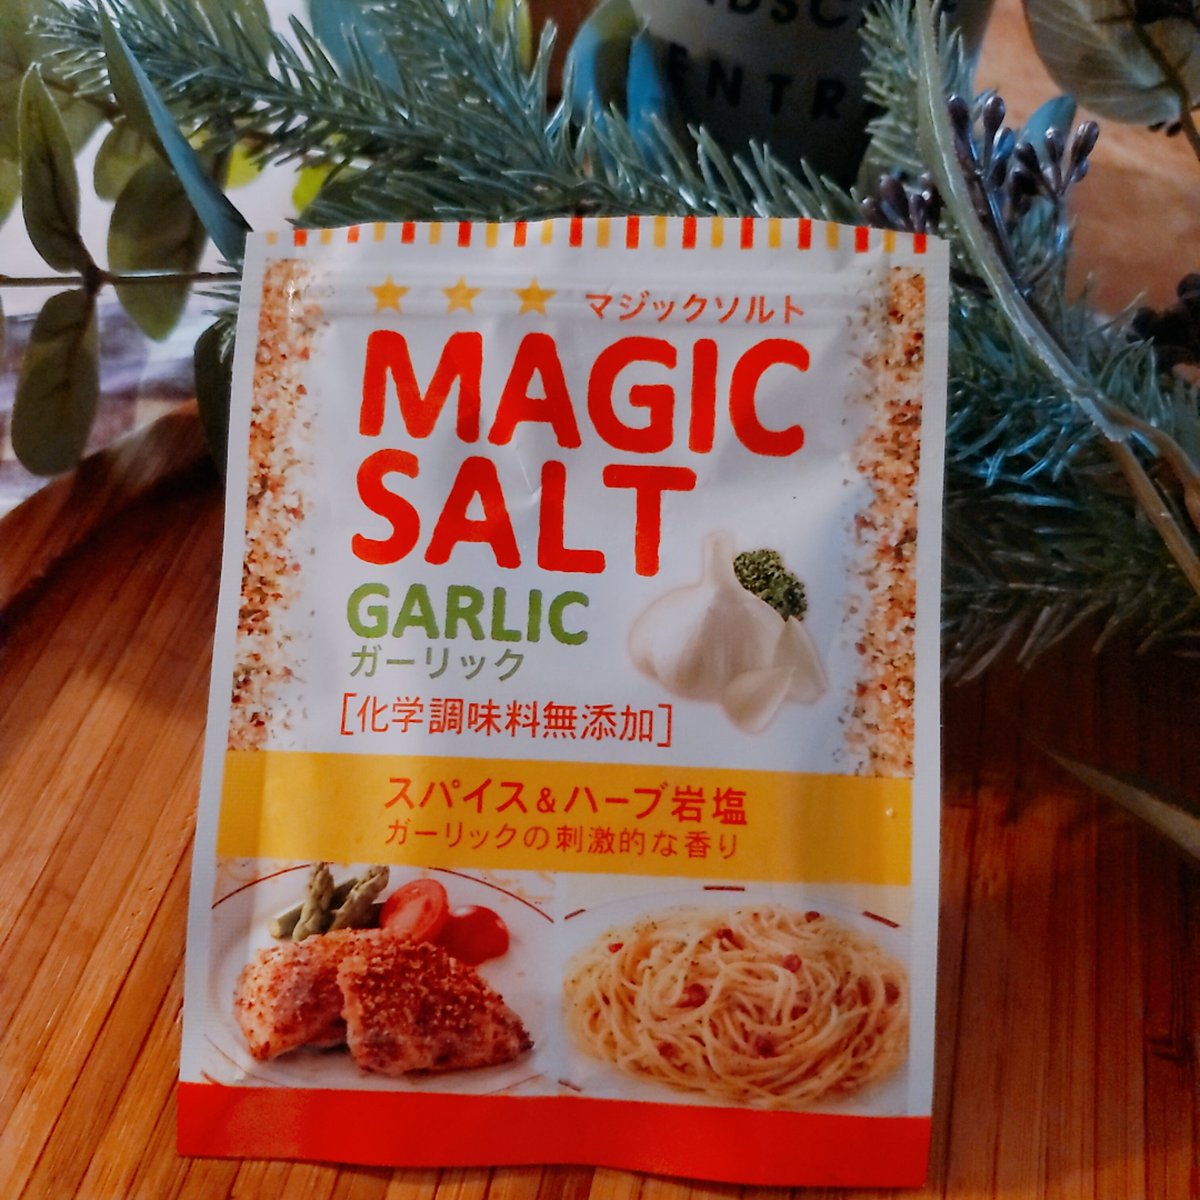 ENTR
マジックソルト
MAGIC
SALT
GARLIC
ガーリック
[化学調味料無添加]
スパイス&ハーブ岩塩
ガーリックの刺激的な香り